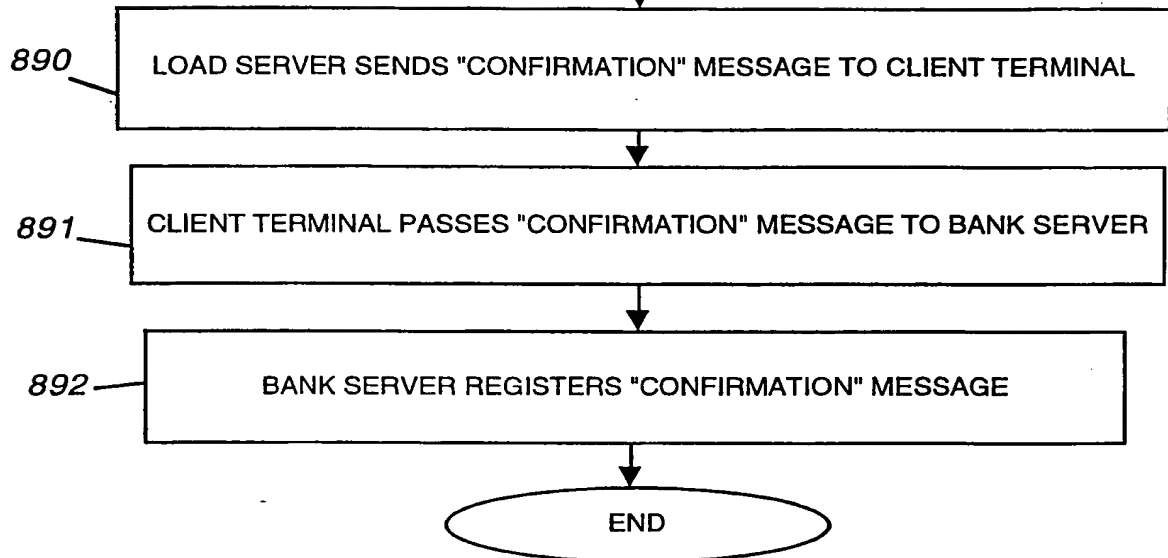 890
LOAD SERVER SENDS "CONFIRMATION" MESSAGE TO CLIENT TERMINAL
891
CLIENT TERMINAL PASSES "CONFIRMATION" MESSAGE TO BANK SERVER
892
BANK SERVER REGISTERS "CONFIRMATION" MESSAGE
END